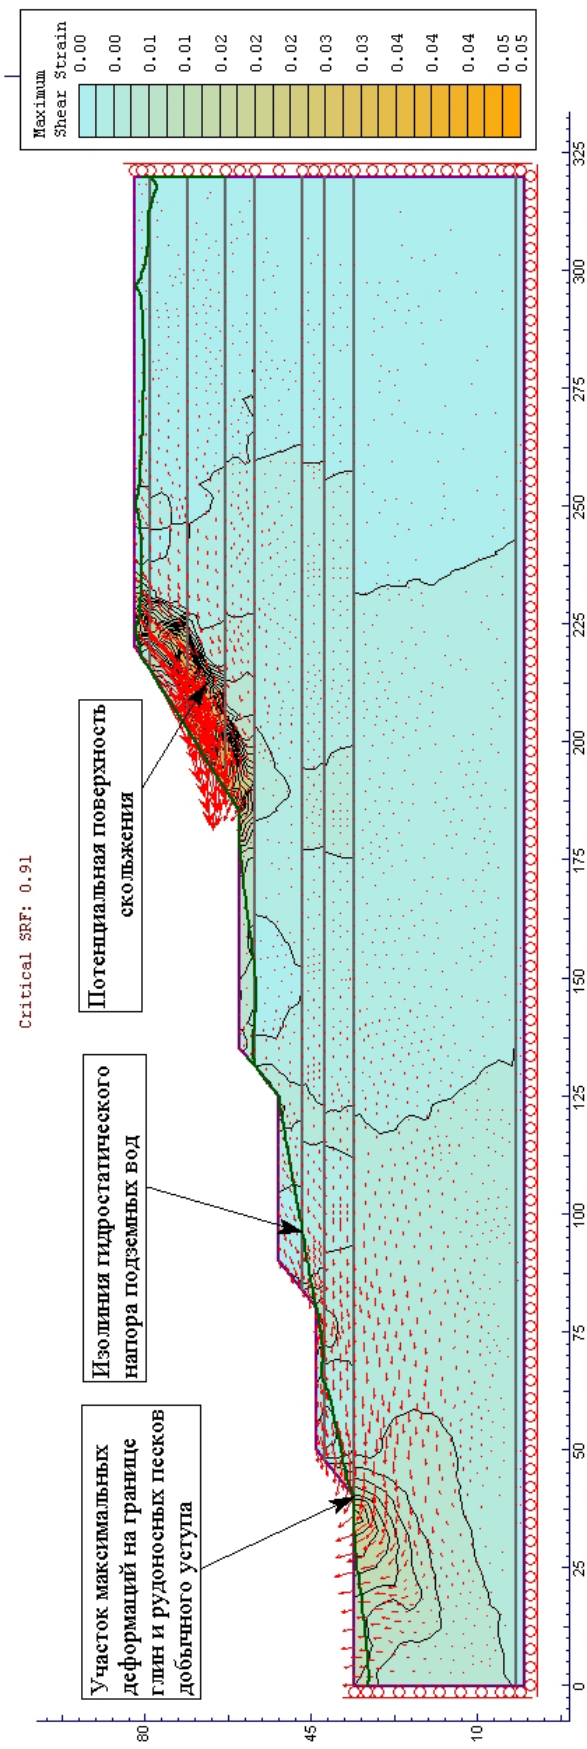 Critical SRF: 0.91
Участок максимальных
деформаций на границе
глин и рудоносных песков
добычного уступа
Изолиния гидростатического
напора подземных вод
Потенциальная поверхность
скольжения
Maximum
Shear Strain
0.00
0.00
0.01
0.01
0.02
0.02
0.02
0.03
0.03
0.04
0.04
0.04
0.05
0.05
80
45
10
0
25
50
75
100
125
150
175
200
225
250
275
300
325